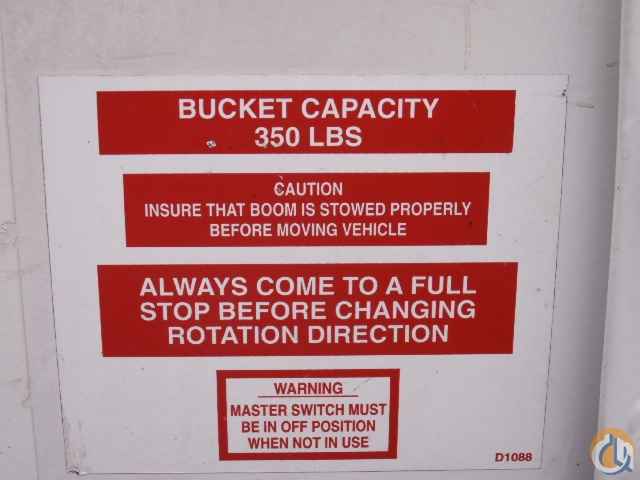 BUCKET CAPACITY
350 LBS
CAUTION
INSURE THAT BOOM IS STOWED PROPERLY
BEFORE MOVING VEHICLE
ALWAYS COME TO A FULL
STOP BEFORE CHANGING
ROTATION DIRECTION
WARNING
MASTER SWITCH MUST
BE IN OFF POSITION
WHEN NOT IN USE
D1088